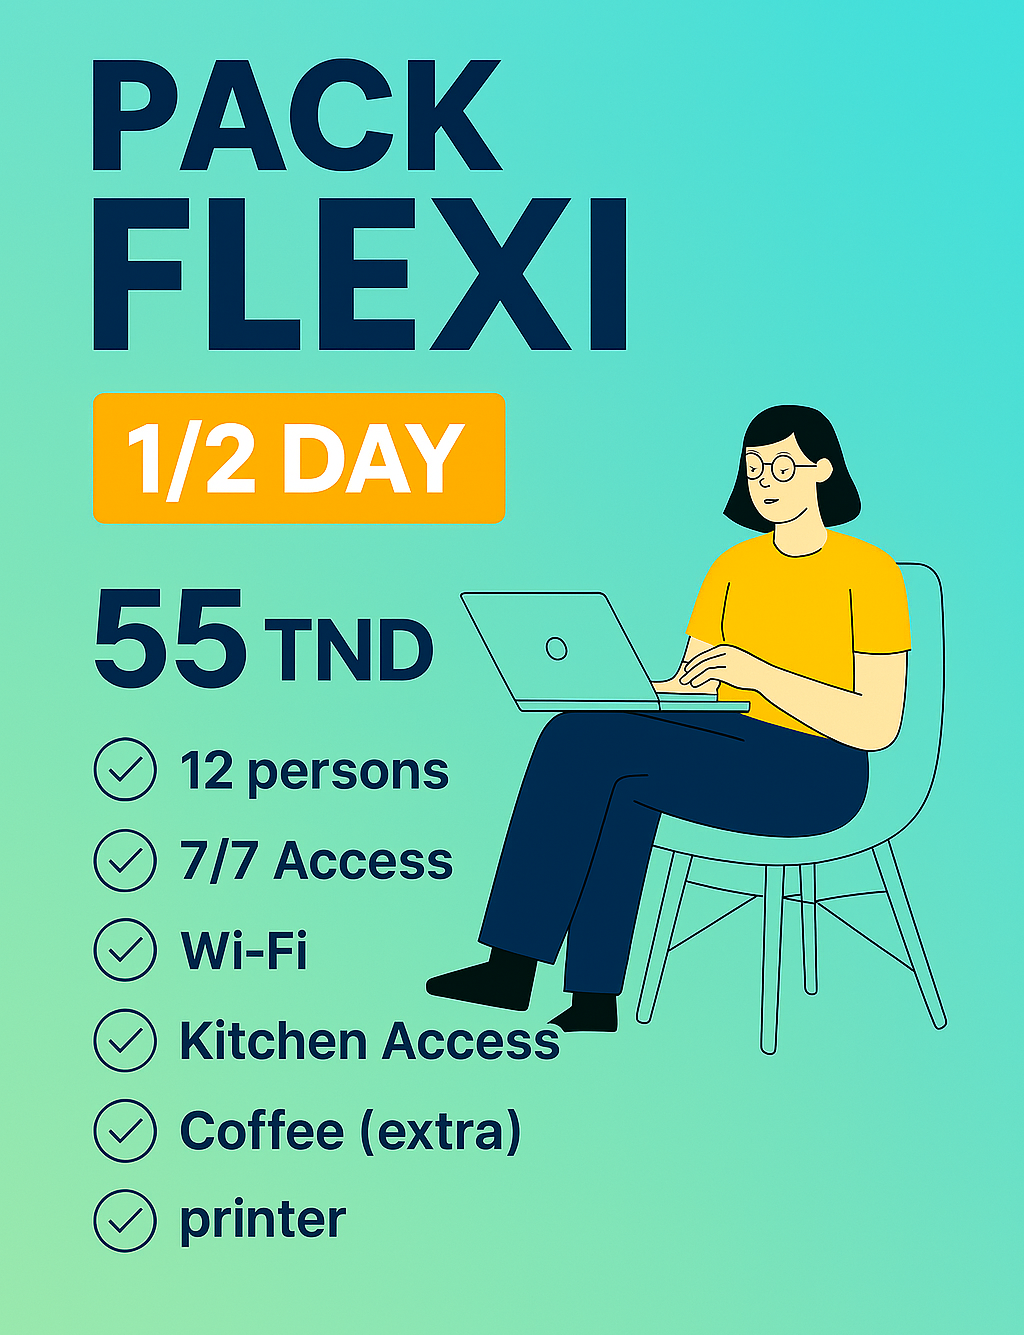 PACK
FLEXI
1/2 DAY
55 TND
12 persons
7/7 Access
Wi-Fi
Kitchen Access
Coffee (extra)
printer